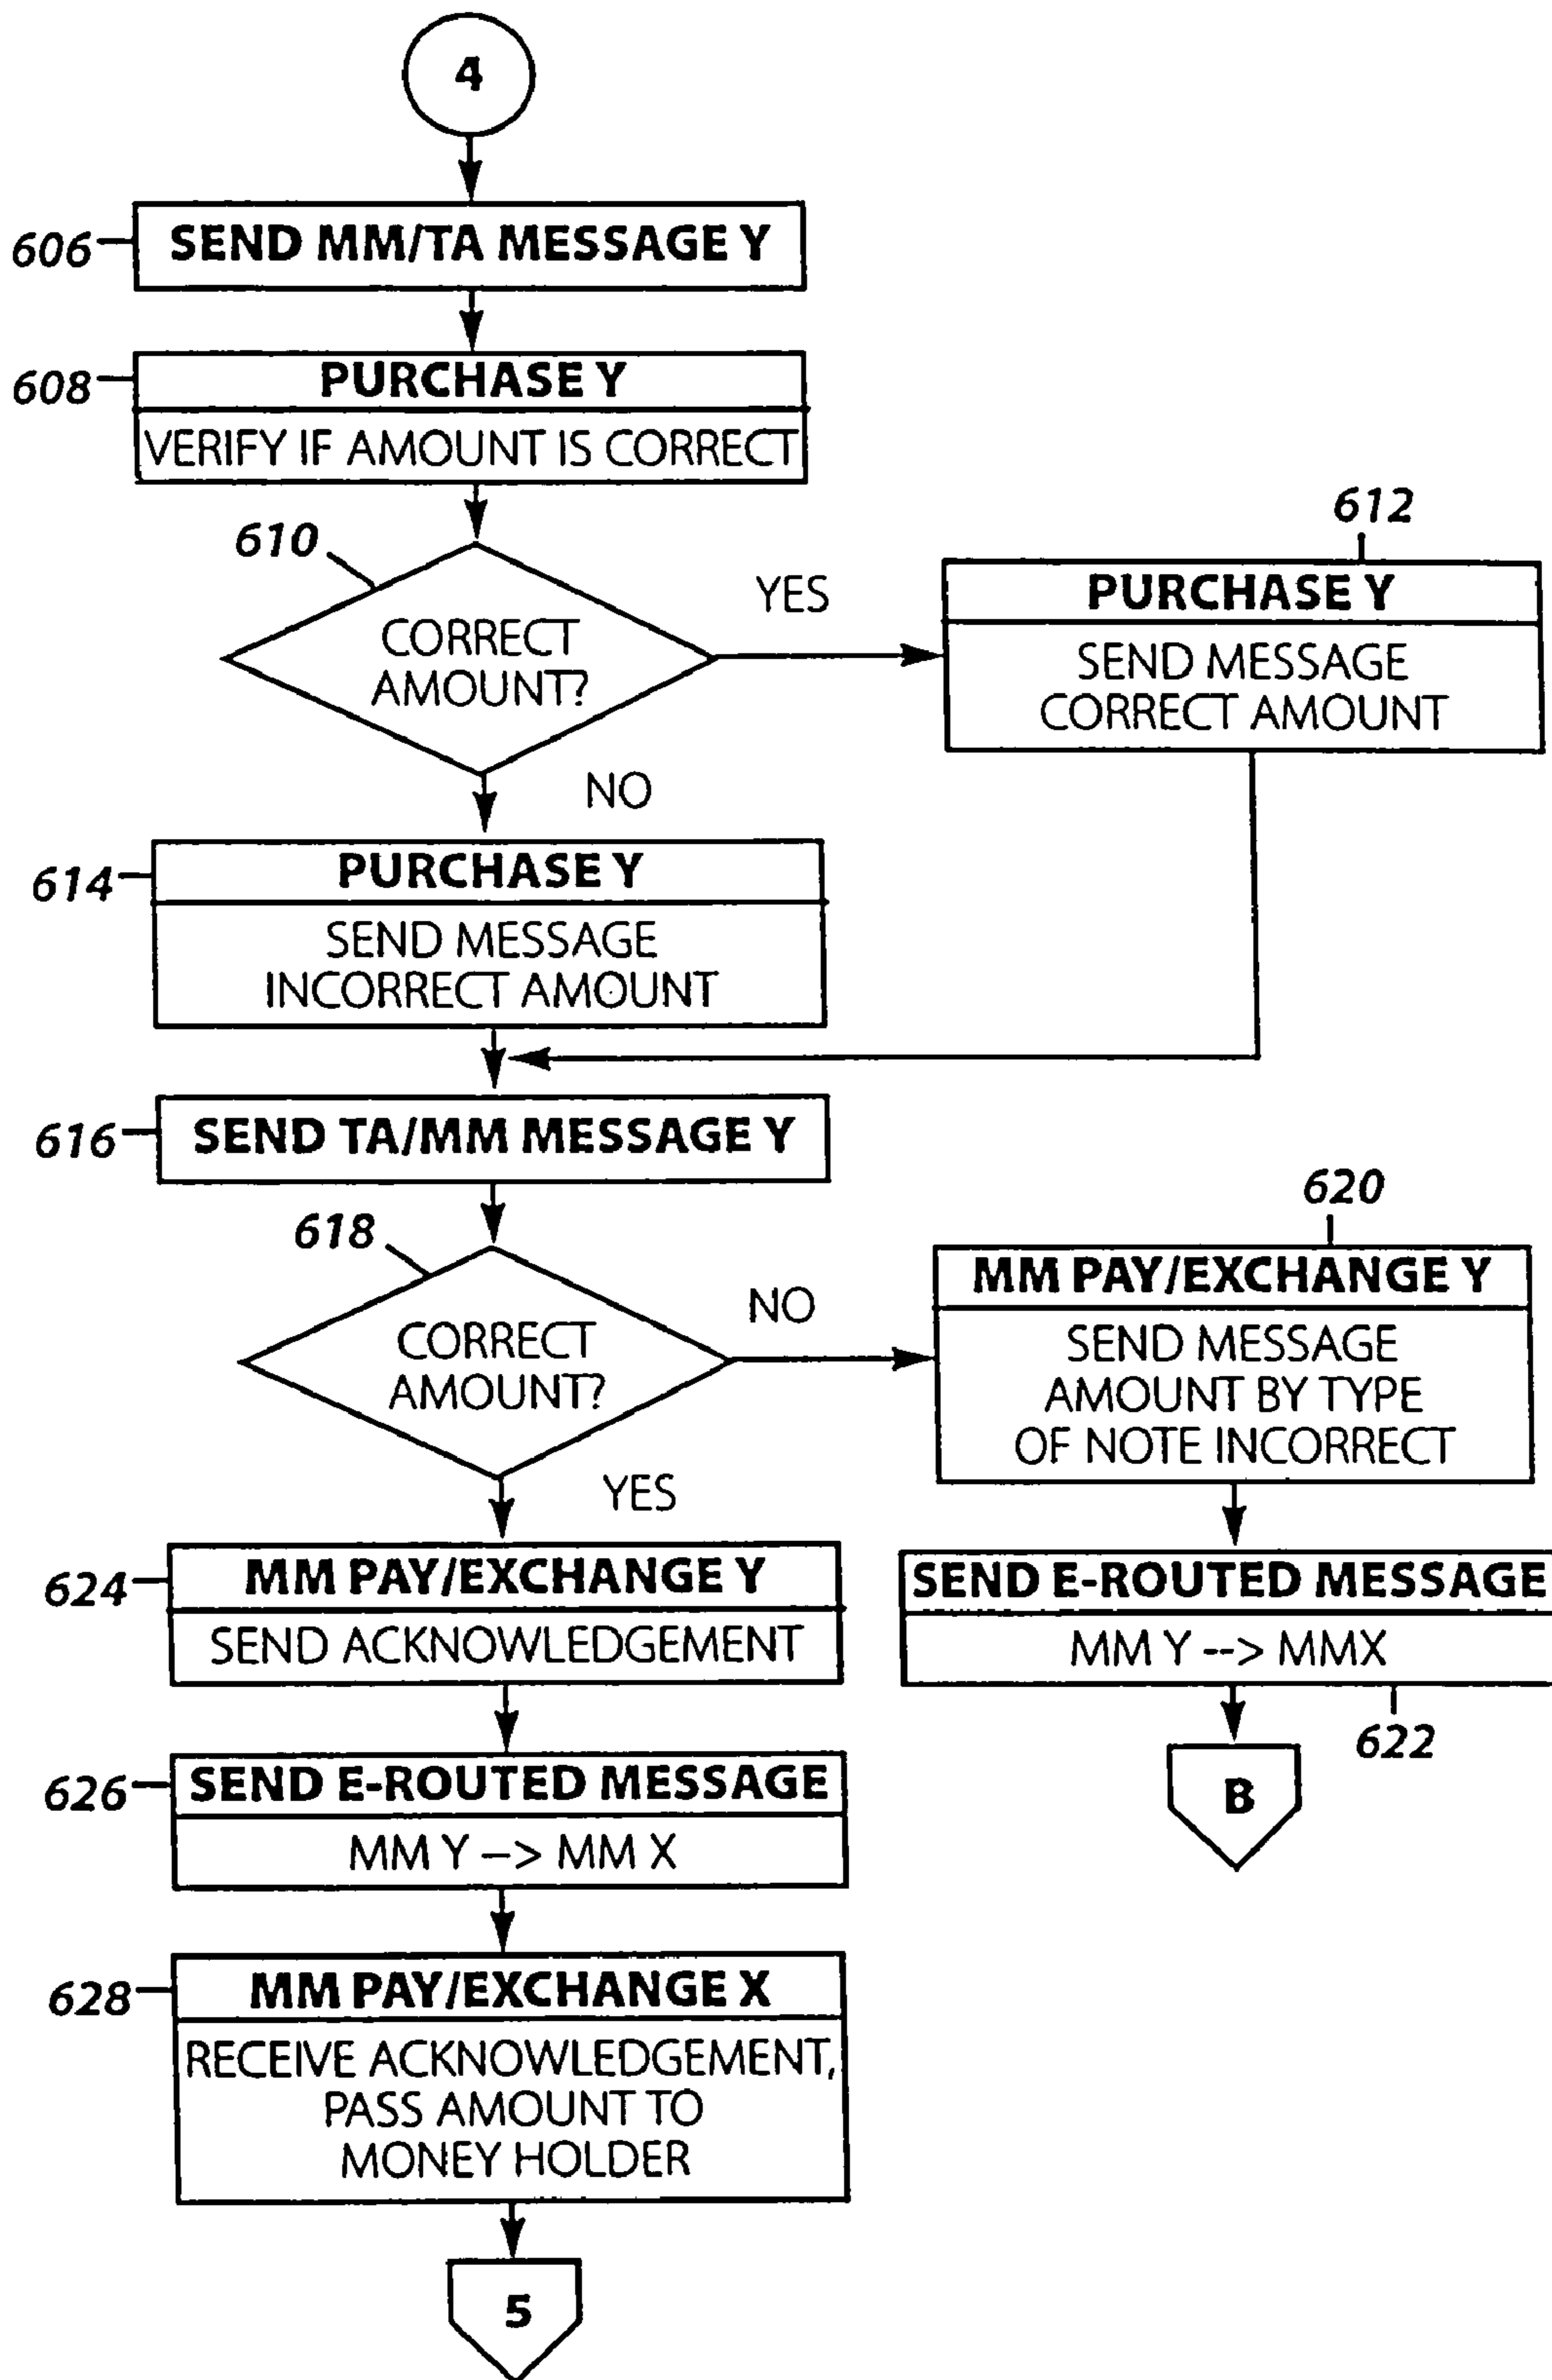 4
606
SEND MM/TA MESSAGE Y
608
PURCHASE Y
VERIFY IF AMOUNT IS CORRECT
610
CORRECT
AMOUNT?
YES
612
PURCHASE Y
SEND MESSAGE
CORRECT AMOUNT
NO
614
PURCHASE Y
SEND MESSAGE
INCORRECT AMOUNT
616
SEND TA/MM MESSAGE Y
618
CORRECT
AMOUNT?
NO
620
MM PAY/EXCHANGE Y
SEND MESSAGE
AMOUNT BY TYPE
OF NOTE INCORRECT
YES
SEND E-ROUTED MESSAGE
MM Y --> MMX
622
B
624
MM PAY/EXCHANGE Y
SEND ACKNOWLEDGEMENT
626
SEND E-ROUTED MESSAGE
MM Y –> MM X
628
MM PAY/EXCHANGE X
RECEIVE ACKNOWLEDGEMENT,
PASS AMOUNT TO
MONEY HOLDER
5